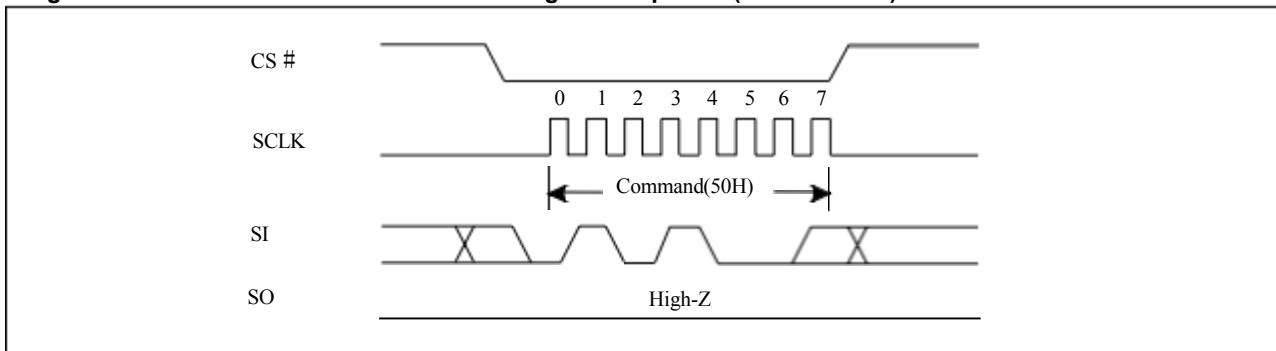 CS #
0 1 2 3 4 5 6 7
SCLK
Command(50H)
SI
SO
High-Z